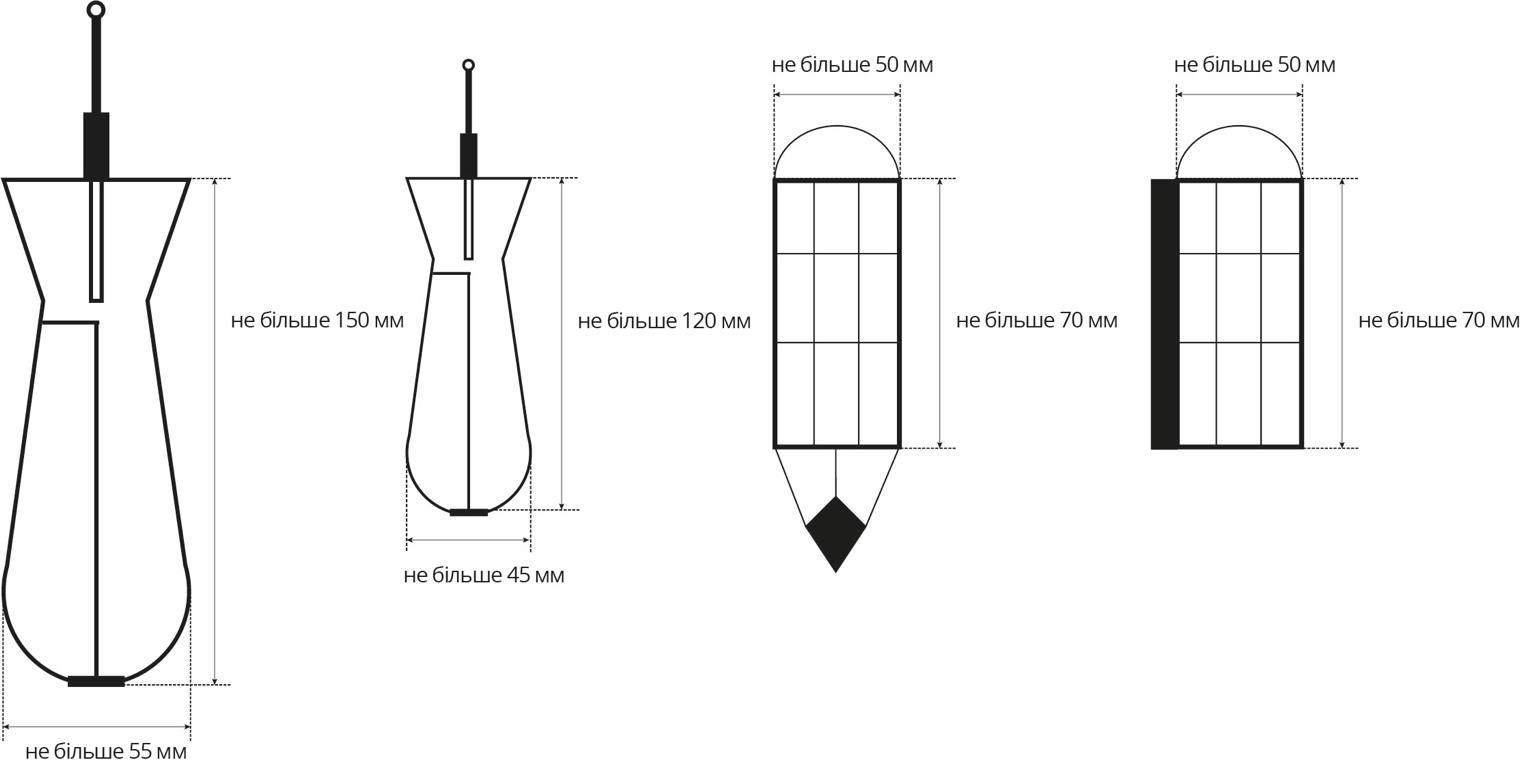 не більше 50 мм
не більше 50 мм
не більше 150 мм
не більше 120 мм
не більше 70 мм
не більше 70 мм
не більше 45 мм
не більше 55 мм